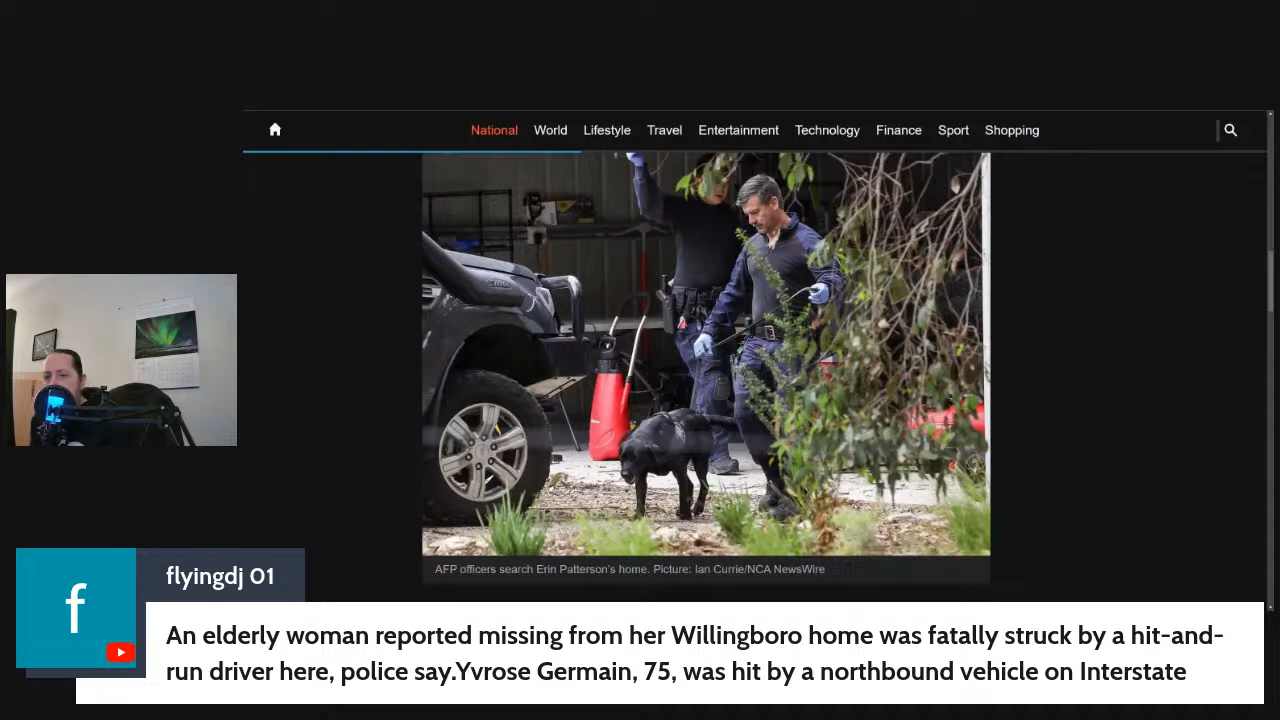 National World Lifestyle Travel Entertainment Technology Finance Sport Shopping
AFP officers search Erin Patterson's home. Picture: Ian Currie/NCA NewsWire
f
flyingdj 01
An elderly woman reported missing from her Willingboro home was fatally struck by a hit-and-
run driver here, police say.Yvrose Germain, 75, was hit by a northbound vehicle on Interstate